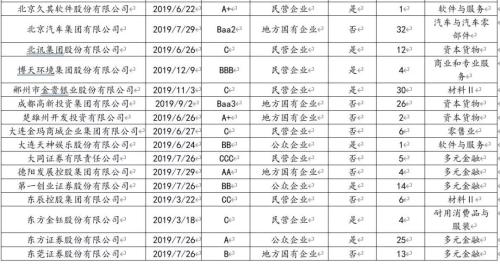 北京久其软件股份有限公司 2019/6/22 A+ 民营企业 是 1 软件与服务
北京汽车集团有限公司 2019/7/29 Baa2 地方国有企业 否 32 汽车与汽车零部件
北讯集团股份有限公司 2019/6/26 C 民营企业 是 12 资本货物
博天环境集团股份有限公司 2019/12/9 BBB 民营企业 是 4 商业和专业服务
郴州市金贵银业股份有限公司 2019/11/3 C 民营企业 是 30 材料Ⅱ
成都高新投资集团有限公司 2019/9/2 Baa3 地方国有企业 否 26 资本货物
楚雄州开发投资有限公司 2019/6/26 A+ 地方国有企业 否 2 资本货物
大连金玛商城企业集团有限公司 2019/6/27 C 民营企业 否 6 零售业
大连天神娱乐股份有限公司 2019/6/24 BB 公众企业 是 1 软件与服务
大同证券有限责任公司 2019/7/26 CCC 民营企业 否 5 多元金融
德阳发展控股集团有限公司 2019/7/29 AA 地方国有企业 否 4 多元金融
第一创业证券股份有限公司 2019/7/26 BB 公众企业 是 14 多元金融
东辰控股集团有限公司 2019/3/22 CC 民营企业 否 6 材料Ⅱ
东方金钰股份有限公司 2019/3/18 C 民营企业 是 4 耐用消费品与服装
东方证券股份有限公司 2019/7/26 A 公众企业 是 25 多元金融
东莞证券股份有限公司 2019/7/26 B 地方国有企业 否 13 多元金融